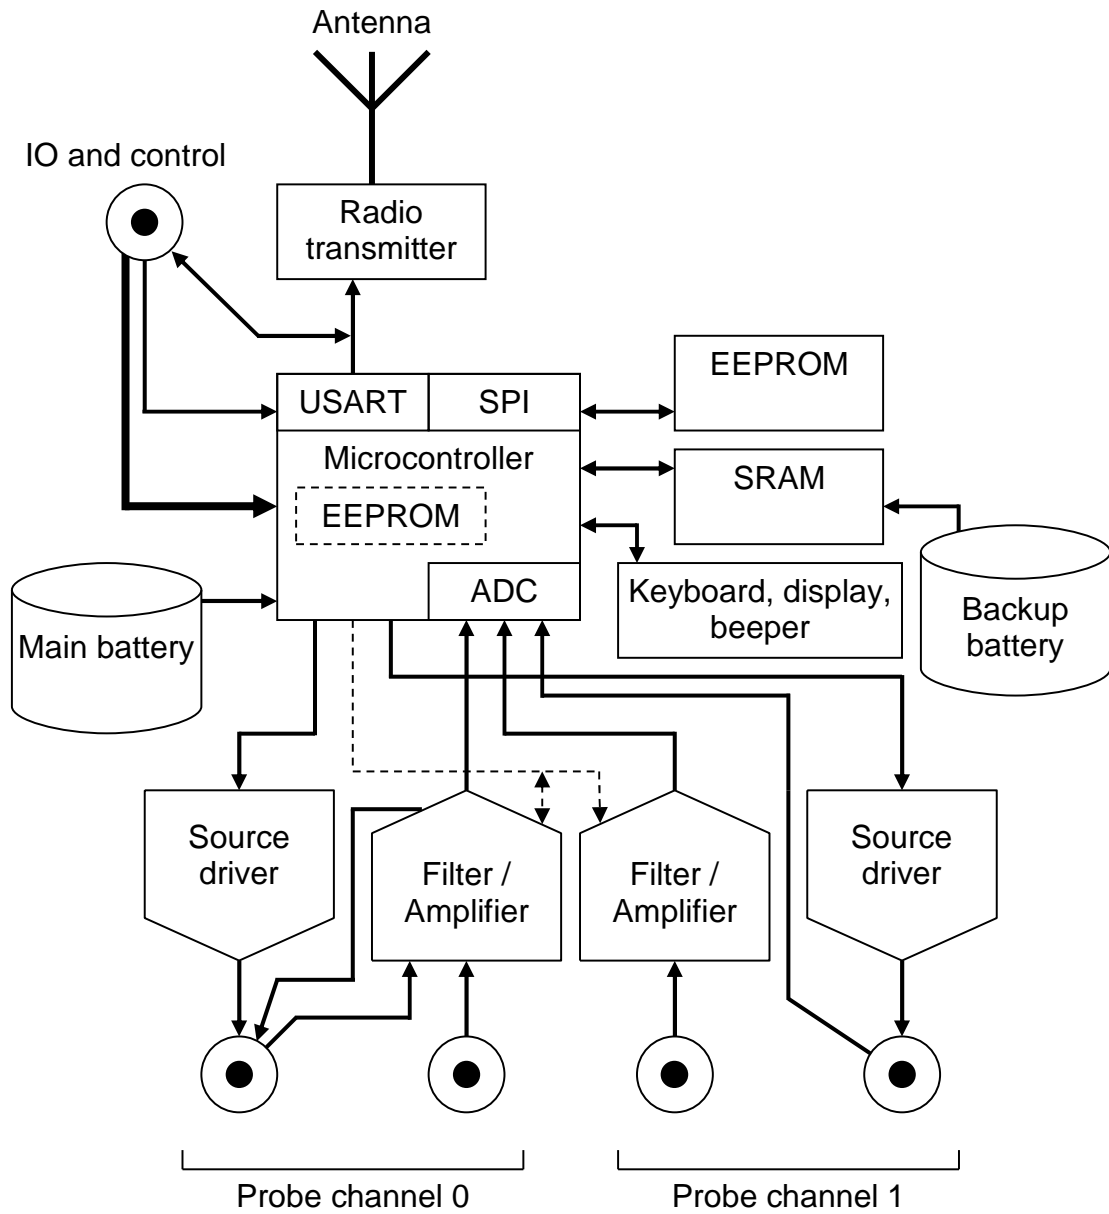 Antenna
IO and control
Radio
transmitter
USART
SPI
EEPROM
Microcontroller
SRAM
EEPROM
ADC
Keyboard, display,
beeper
Main battery
Backup
battery
Source
driver
Filter /
Amplifier
Filter /
Amplifier
Source
driver
Probe channel 0
Probe channel 1